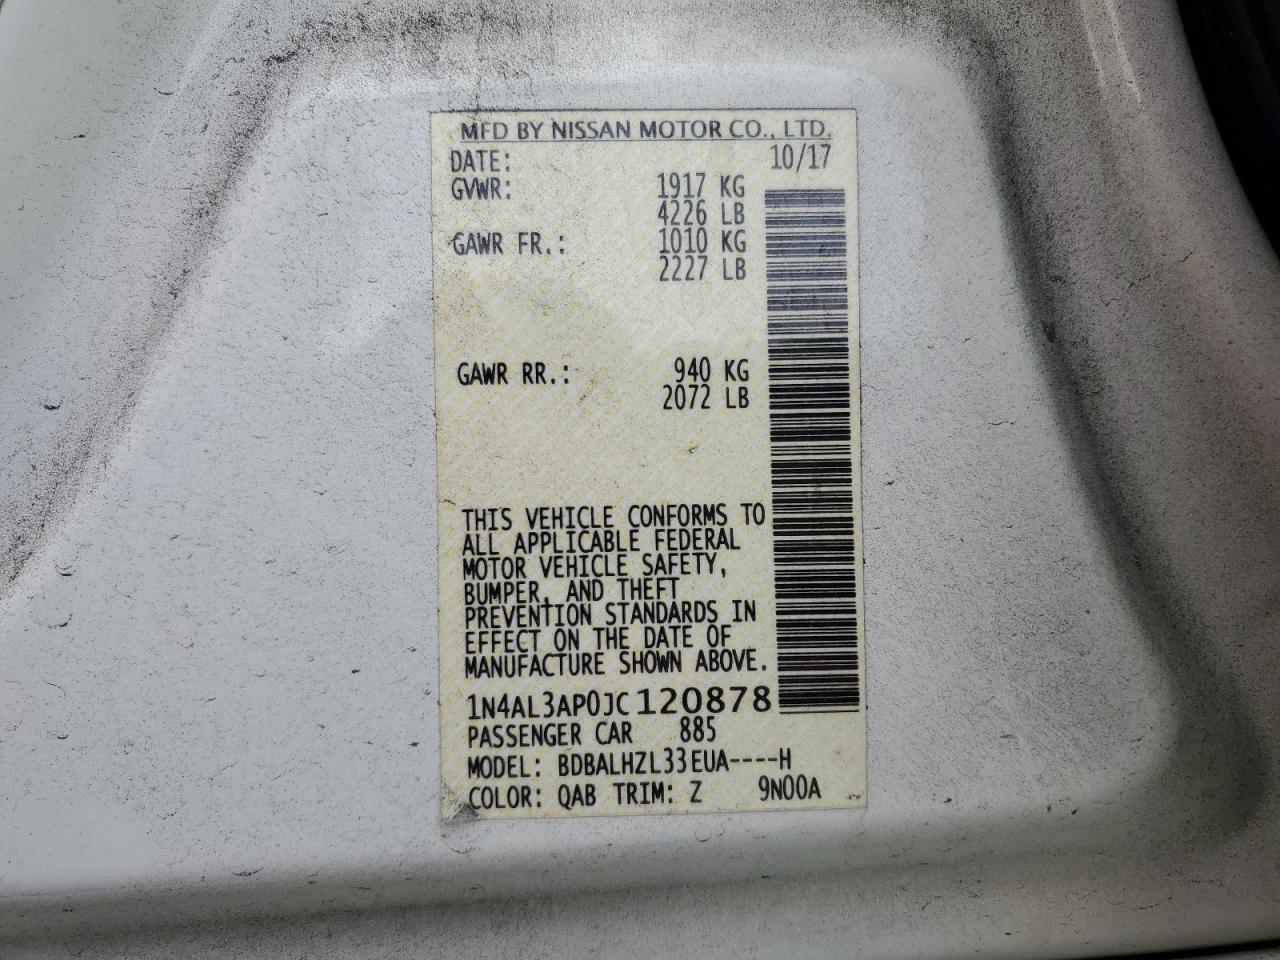 MFD BY NISSAN MOTOR CO., LTD.
DATE: 10/17
GVWR: 1917 KG
4226 LB
GAWR FR.: 1010 KG
2227 LB
GAWR RR.: 940 KG
2072 LB
THIS VEHICLE CONFORMS TO
ALL APPLICABLE FEDERAL
MOTOR VEHICLE SAFETY,
BUMPER, AND THEFT
PREVENTION STANDARDS IN
EFFECT ON THE DATE OF
MANUFACTURE SHOWN ABOVE.
1N4AL3AP0JC120878
PASSENGER CAR 885
MODEL: BDBALHZL33EUA----H
COLOR: QAB TRIM: Z 9N00A